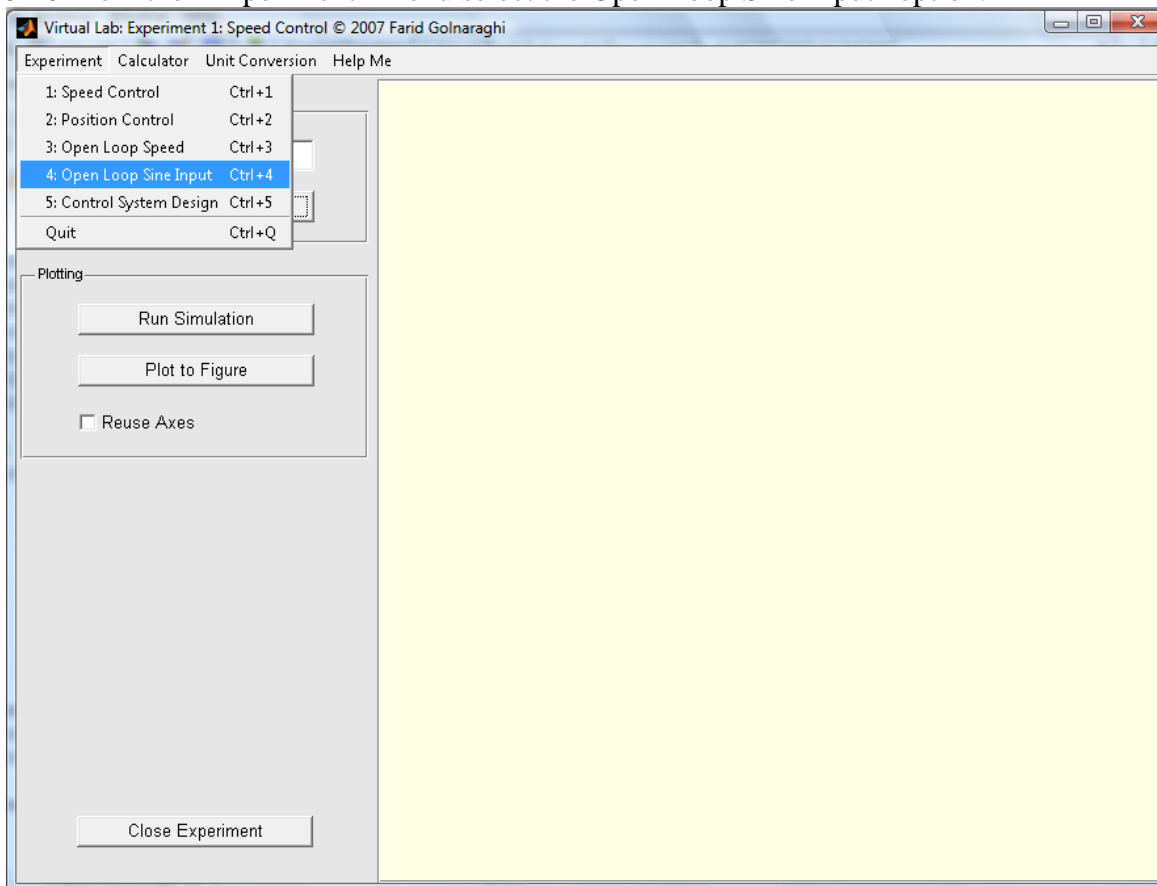 Virtual Lab: Experiment 1: Speed Control © 2007 Farid Golnaraghi
Experiment Calculator Unit Conversion Help Me
1: Speed Control Ctrl+1
2: Position Control Ctrl+2
3: Open Loop Speed Ctrl+3
4: Open Loop Sine Input Ctrl+4
5: Control System Design Ctrl+5
Quit Ctrl+Q
Plotting
Run Simulation
Plot to Figure
Reuse Axes
Close Experiment